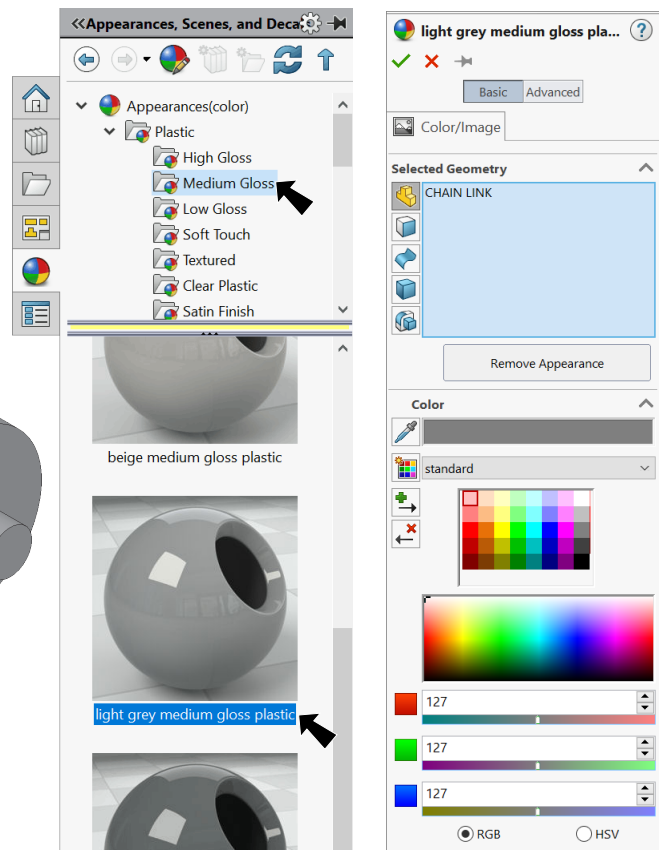 Appearances, Scenes, and Deca
Appearances(color)
Plastic
High Gloss
Medium Gloss
Low Gloss
Soft Touch
Textured
Clear Plastic
Satin Finish
beige medium gloss plastic
light grey medium gloss plastic
light grey medium gloss pla...
Basic
Advanced
Color/Image
Selected Geometry
CHAIN LINK
Remove Appearance
Color
standard
127
127
127
RGB
HSV